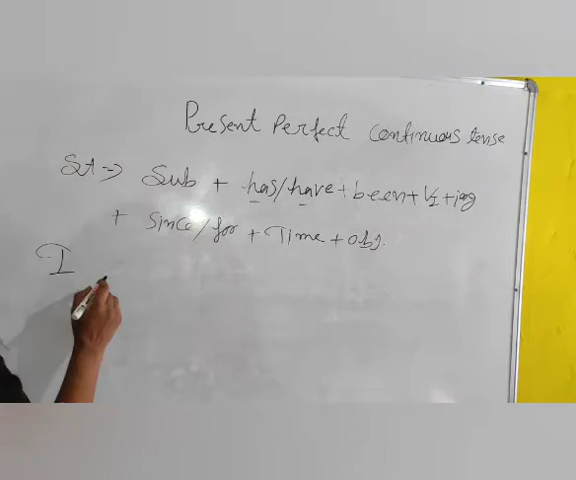 Present Perfect continuous tense
St → Sub + has/have + been + V1 + ing
+ Since/for + Time + obj.
I